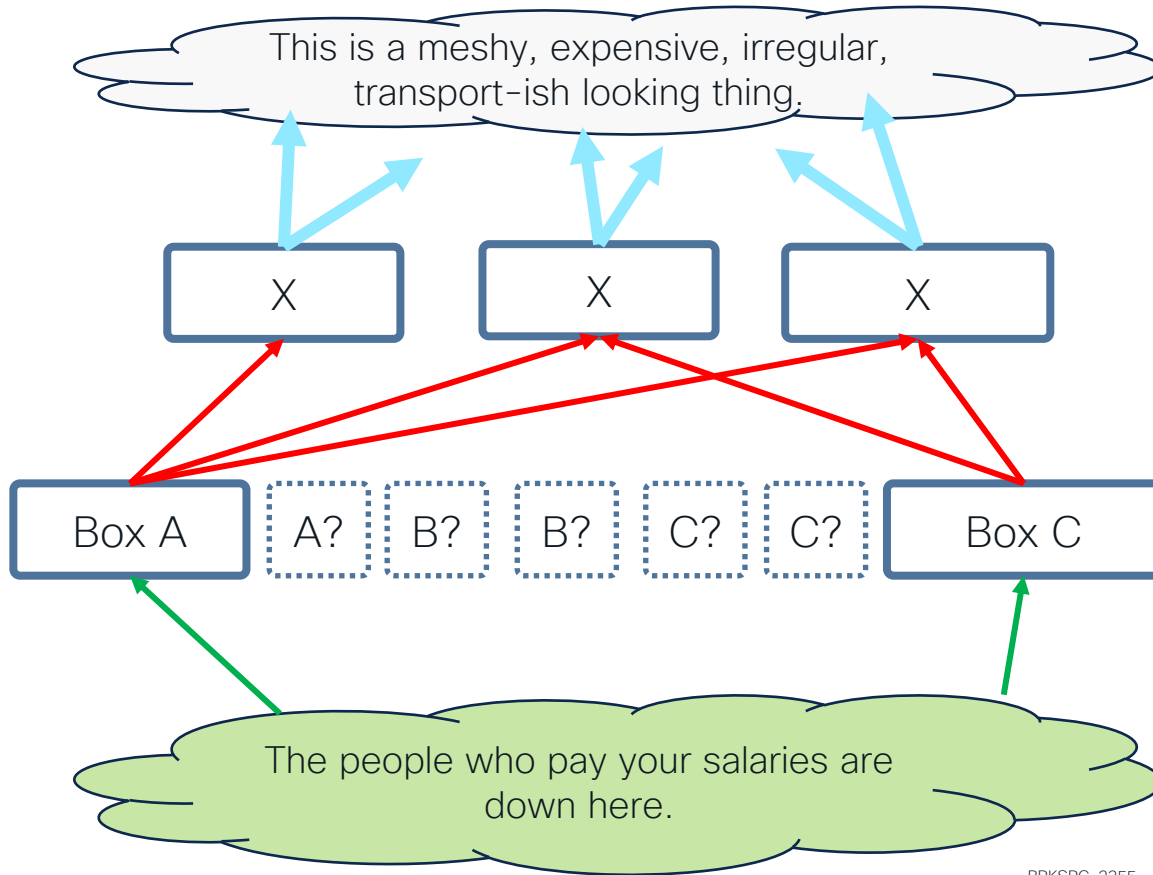 This is a meshy, expensive, irregular,
transport-ish looking thing.
X
X
X
Box A
A?
B?
B?
C?
C?
Box C
The people who pay your salaries are
down here.